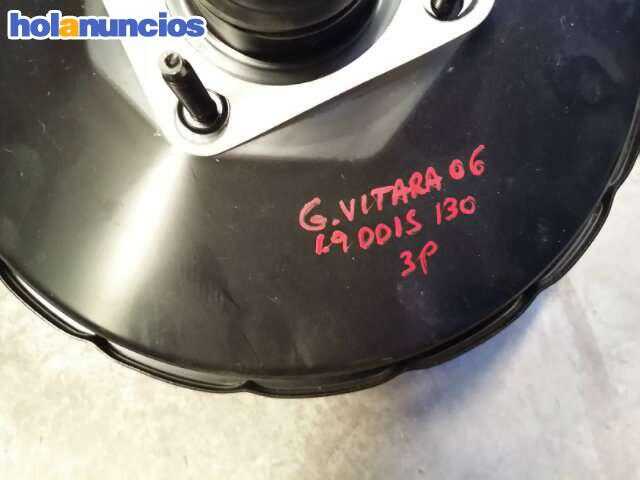 holanuncios
G.VITARA 06
1.9 DDIS 130
3P